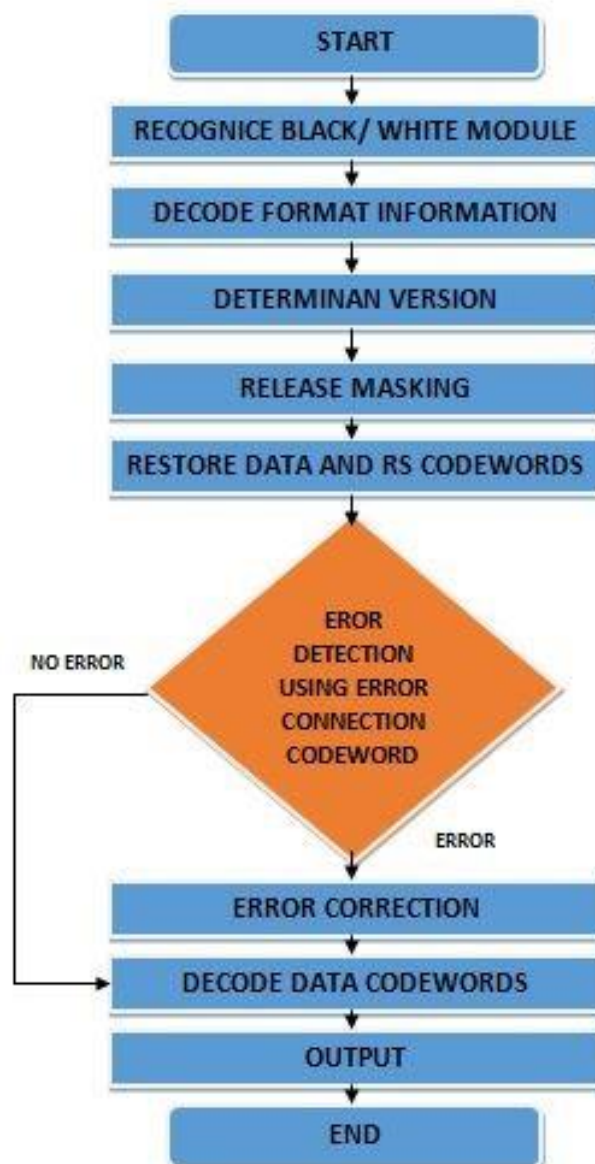 START
RECOGNICE BLACK/ WHITE MODULE
DECODE FORMAT INFORMATION
DETERMINAN VERSION
RELEASE MASKING
RESTORE DATA AND RS CODEWORDS
EROR
DETECTION
USING ERROR
CONNECTION
CODEWORD
NO ERROR
ERROR
ERROR CORRECTION
DECODE DATA CODEWORDS
OUTPUT
END